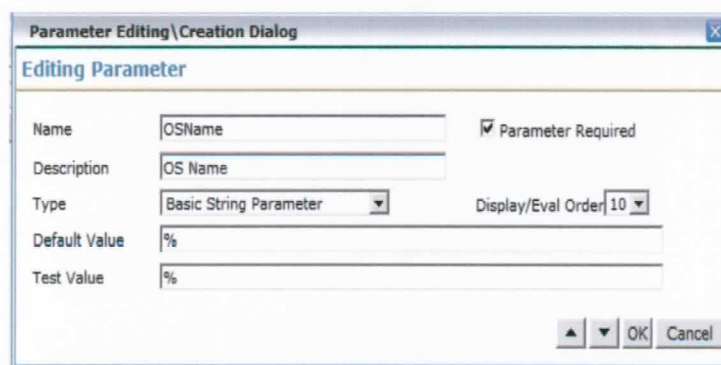 Parameter Editing\Creation Dialog
X
Editing Parameter
Name OSName Parameter Required
Description OS Name
Type Basic String Parameter Display/Eval Order 10
Default Value %
Test Value %
OK Cancel